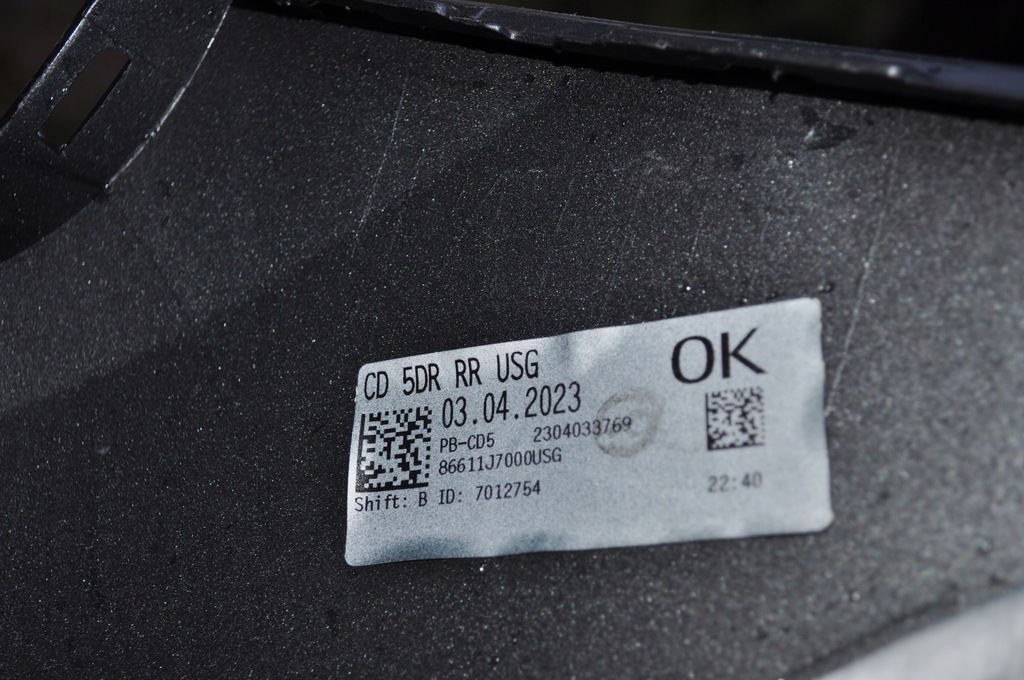 CD 5DR RR USG
OK
03.04.2023
PB-CD5 2304033769
86611J7000USG
Shift: B ID: 7012754
22:40